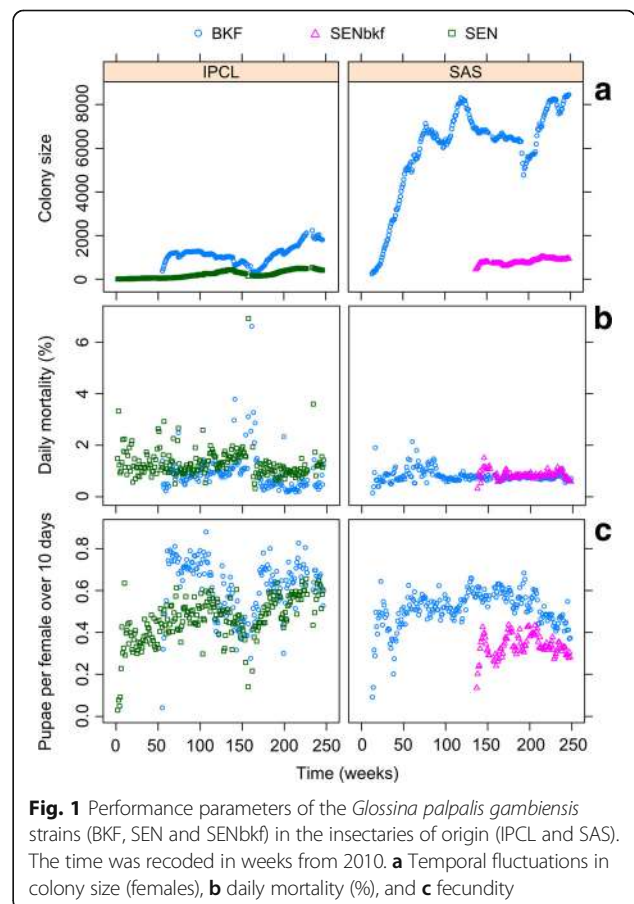 BKF SENbkf SEN
IPCL SAS
a
Colony size
0 2000 4000 6000 8000
b
Daily mortality (%)
0 2 4 6
c
Pupae per female over 10 days
0.0 0.2 0.4 0.6 0.8
0 50 100 150 200 250 0 50 100 150 200 250
Time (weeks)
Fig. 1 Performance parameters of the Glossina palpalis gambiensis
strains (BKF, SEN and SENbkf) in the insectaries of origin (IPCL and SAS).
The time was recoded in weeks from 2010. a Temporal fluctuations in
colony size (females), b daily mortality (%), and c fecundity